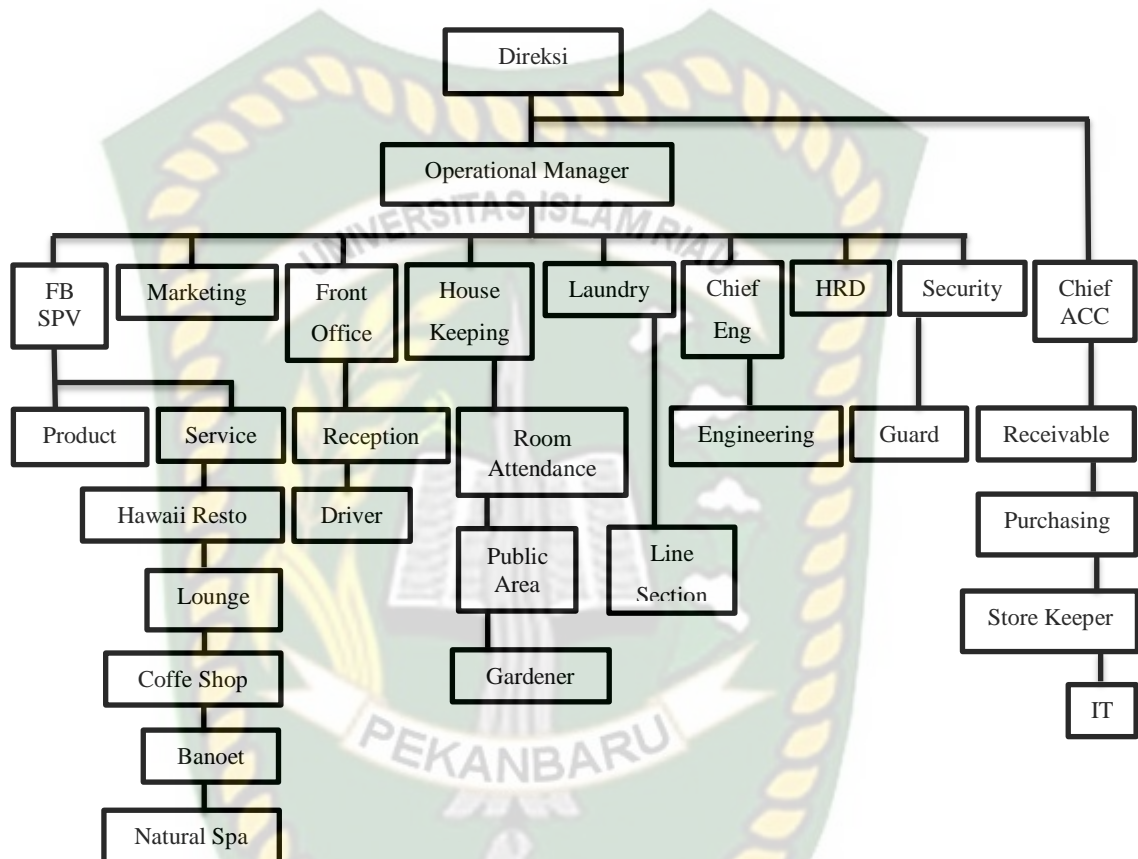 Direksi
Operational Manager
UNIVERSITAS ISLAM RIAU
FB
SPV
Marketing
Front
Office
House
Keeping
Laundry
Chief
Eng
HRD
Security
Chief
ACC
Product
Service
Reception
Room
Attendance
Engineering
Guard
Receivable
Hawaii Resto
Driver
Public
Area
Line
Section
Purchasing
Lounge
Store Keeper
Coffe Shop
Gardener
IT
PEKANBARU
Banoet
Natural Spa